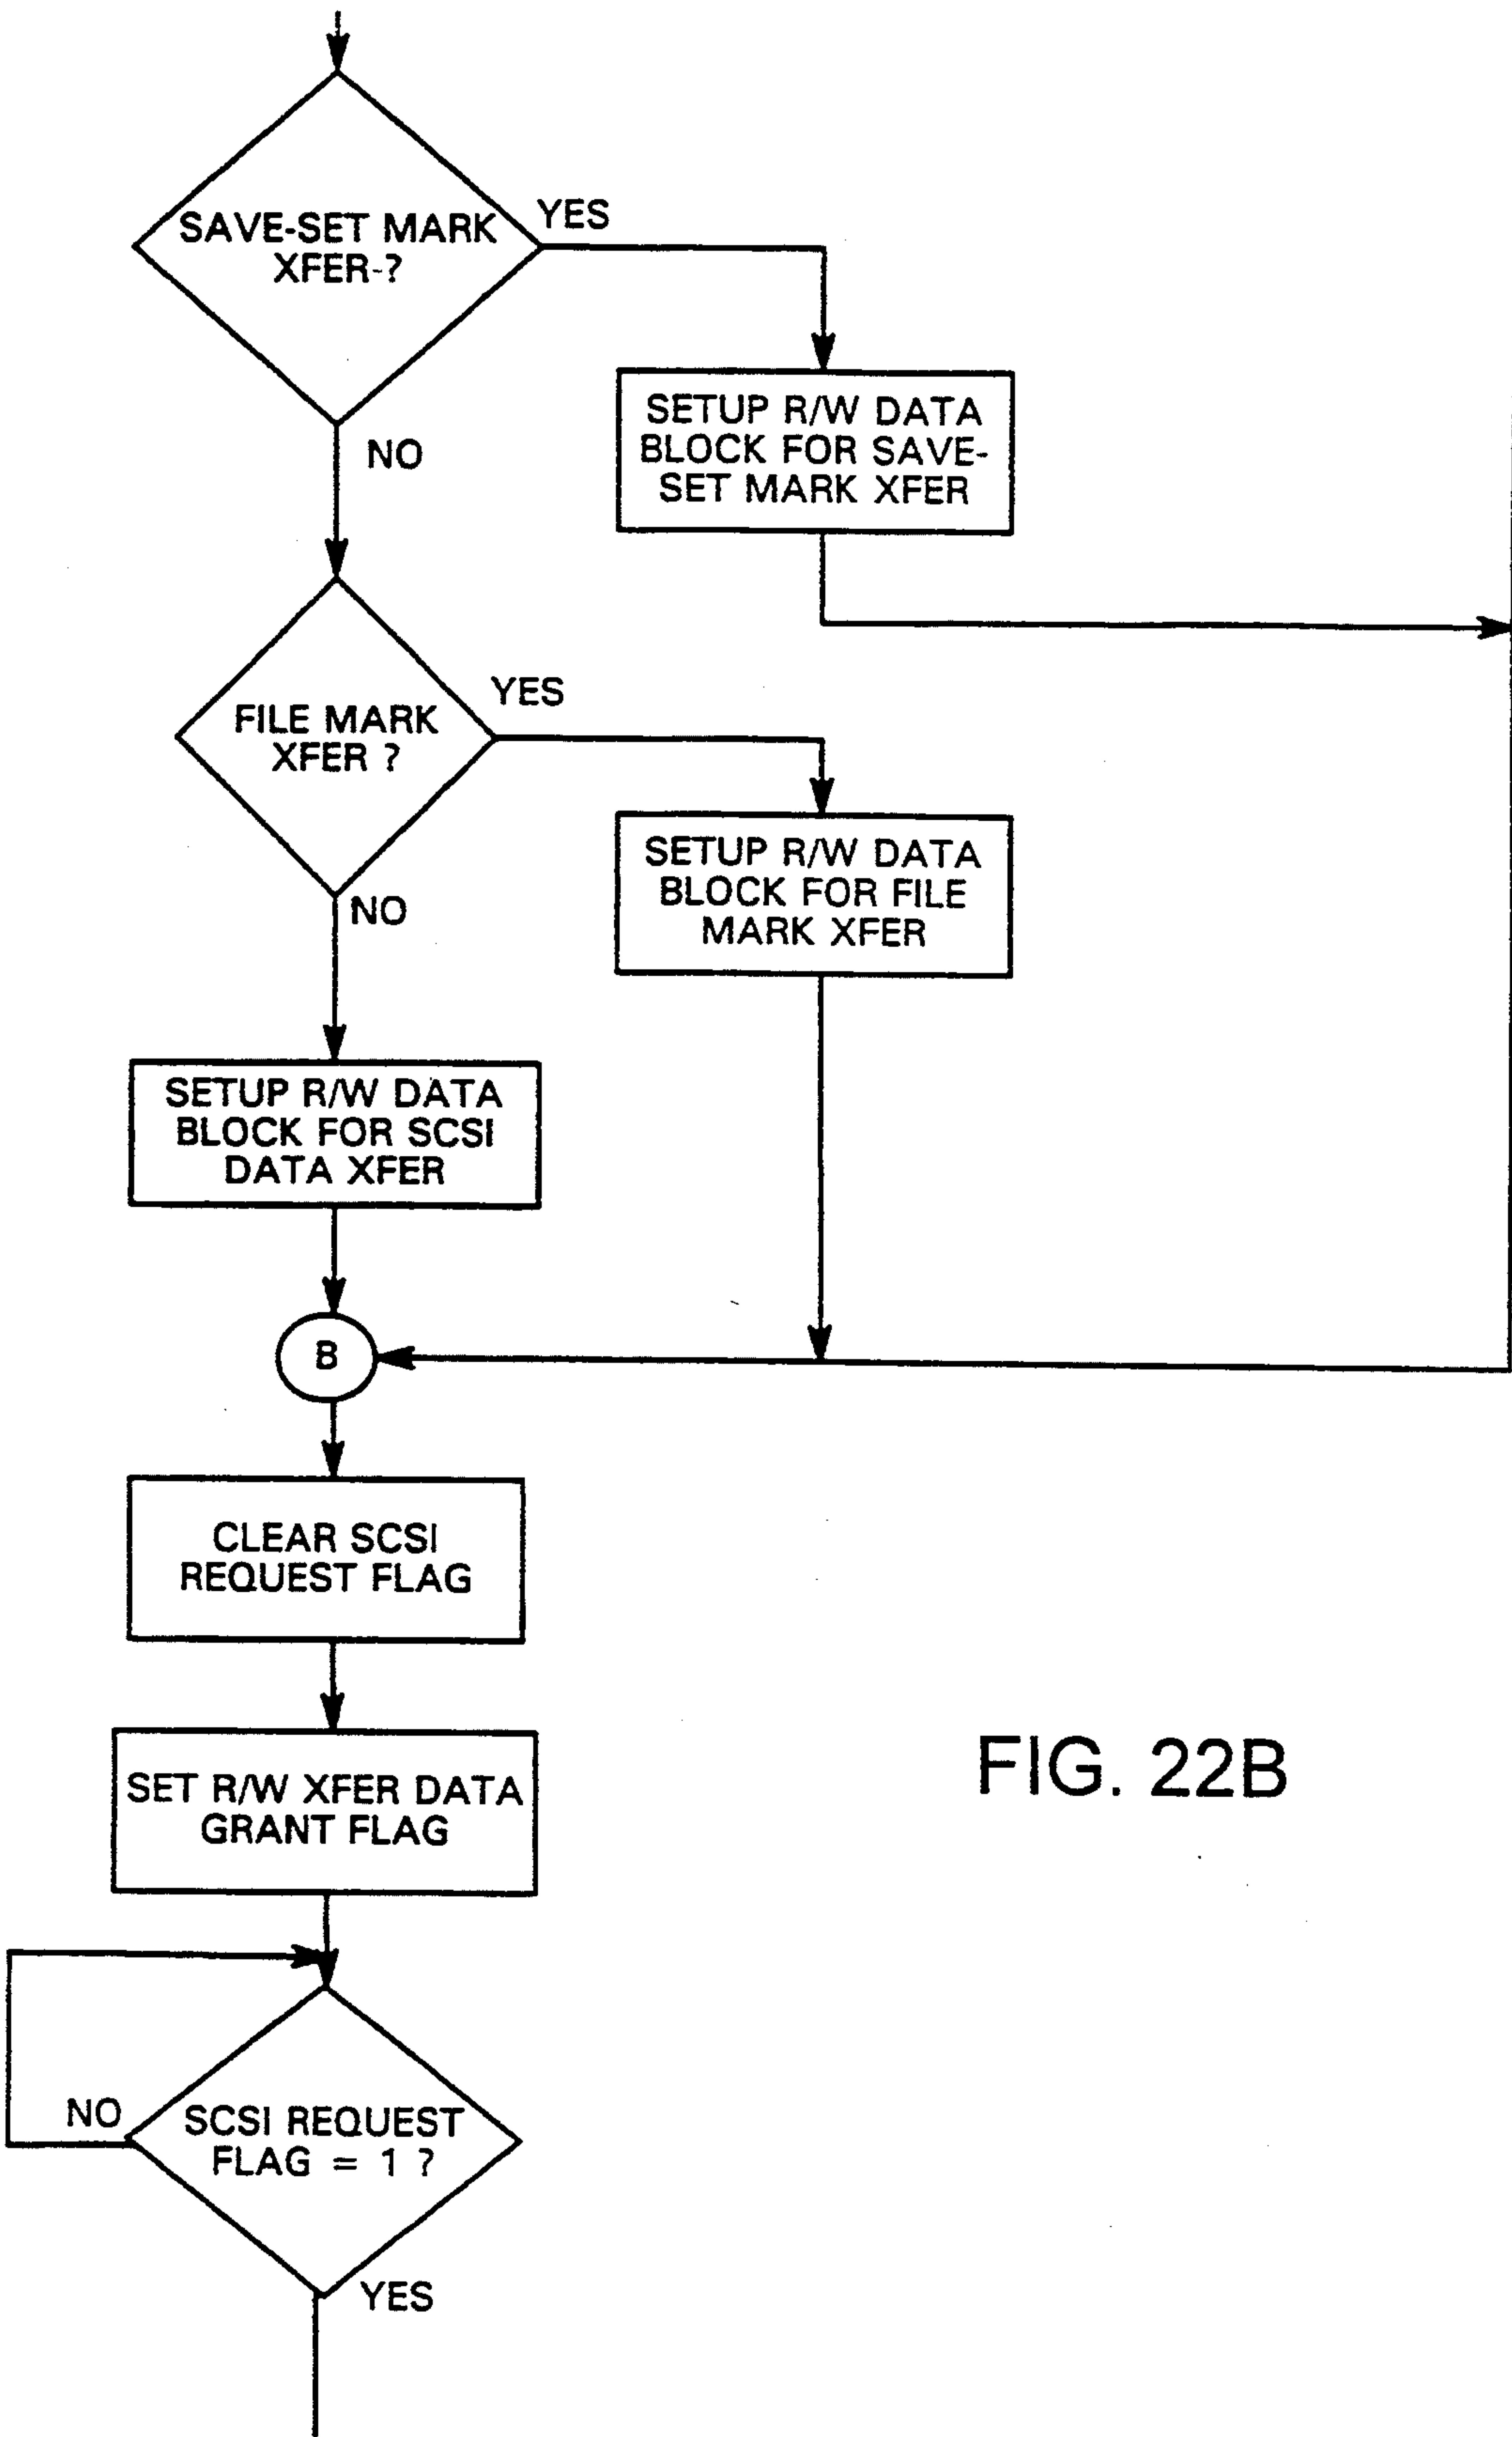 SAVE-SET MARK
XFER-?
YES
SETUP R/W DATA
BLOCK FOR SAVE-
SET MARK XFER
NO
FILE MARK
XFER ?
YES
SETUP R/W DATA
BLOCK FOR FILE
MARK XFER
NO
SETUP R/W DATA
BLOCK FOR SCSI
DATA XFER
B
CLEAR SCSI
REQUEST FLAG
SET R/W XFER DATA
GRANT FLAG
FIG. 22B
NO
SCSI REQUEST
FLAG = 1 ?
YES